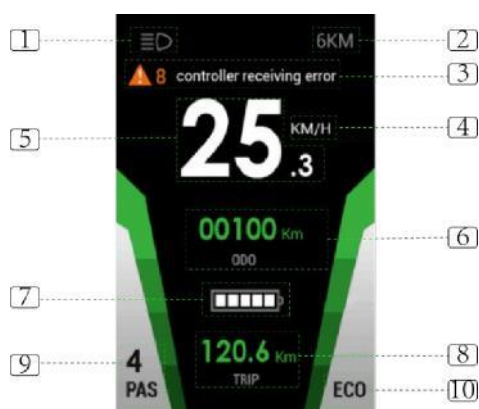 1
6KM
2
8 controller receiving error
3
25.3
KM/H
4
5
00100 Km
ODO
6
7
120.6 Km
TRIP
8
4
PAS
9
ECO
10